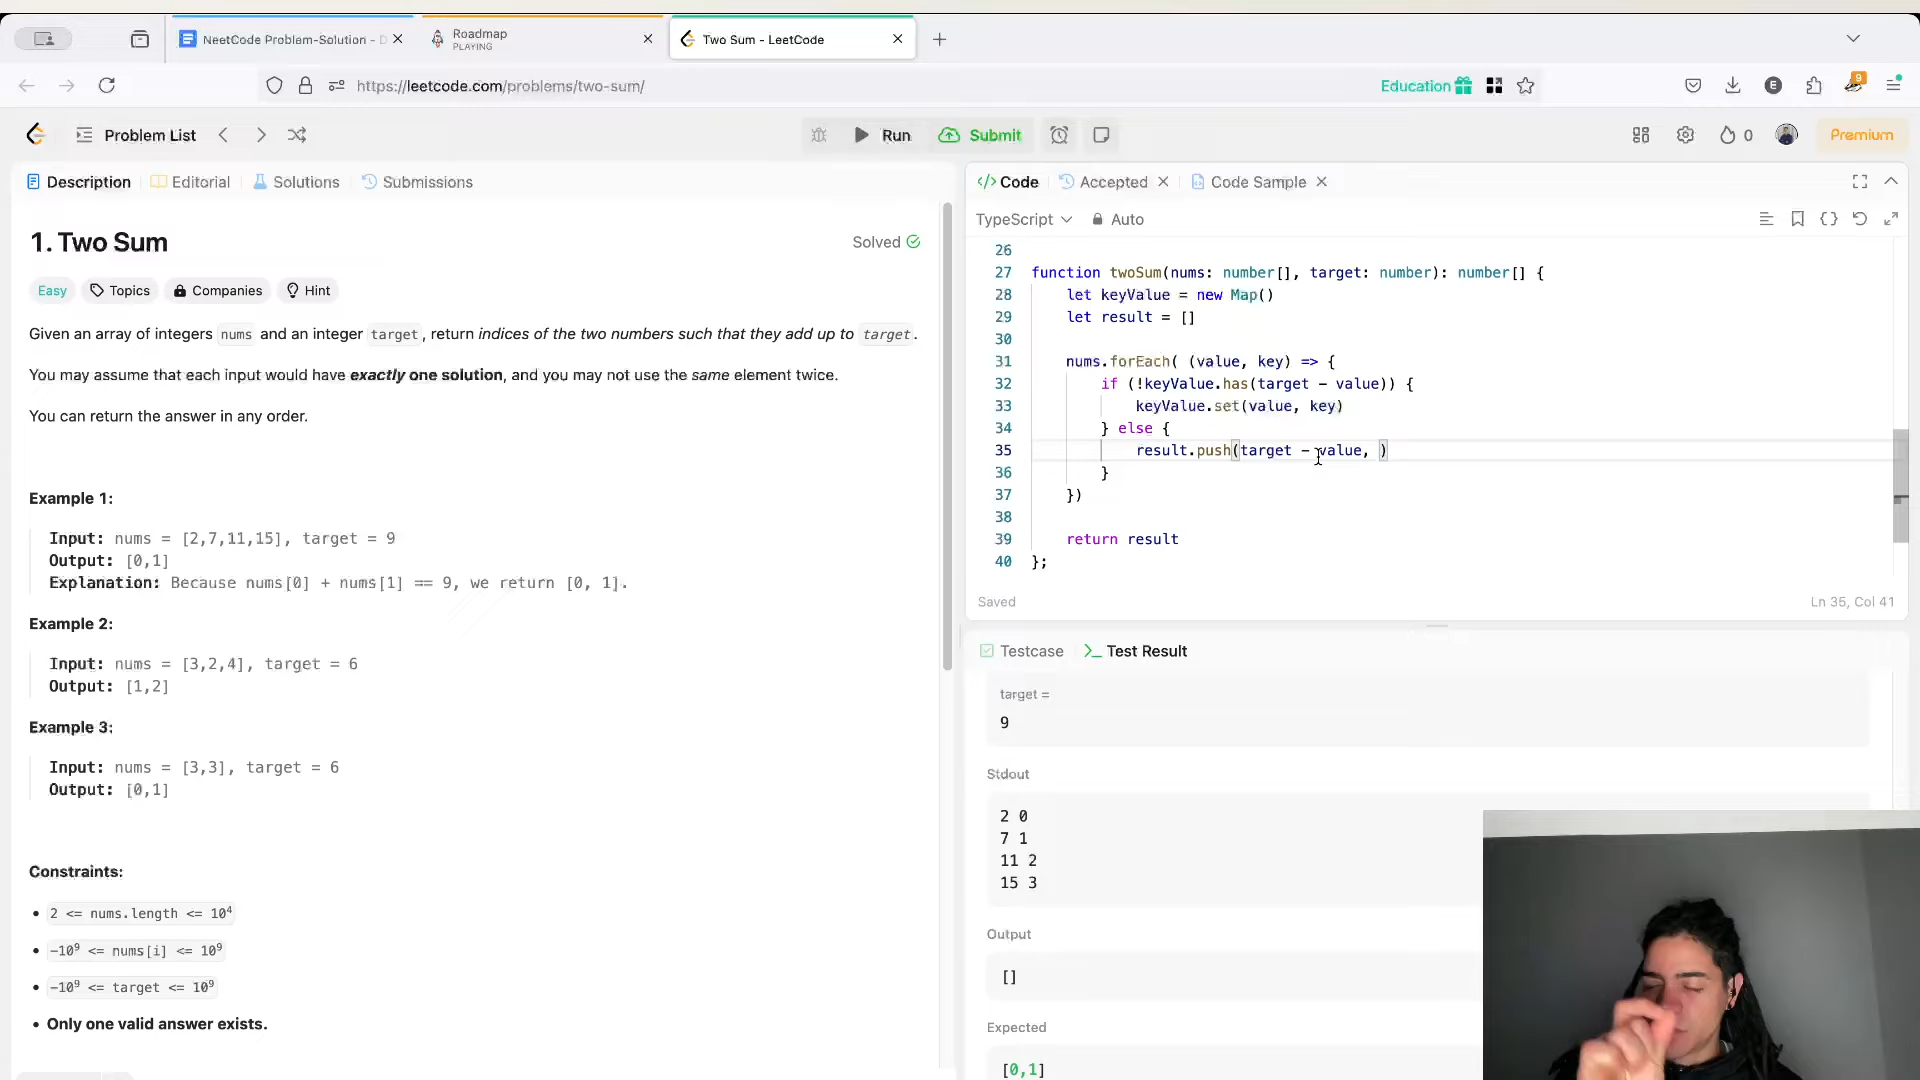 NeetCode Problem-Solution - D
Roadmap
PLAYING
Two Sum - LeetCode
https://leetcode.com/problems/two-sum/
Education
E
9
Problem List
Run
Submit
0
Premium
Description
Editorial
Solutions
Submissions
1. Two Sum
Solved
Easy
Topics
Companies
Hint
Given an array of integers nums and an integer target, return indices of the two numbers such that they add up to target.
You may assume that each input would have exactly one solution, and you may not use the same element twice.
You can return the answer in any order.
Example 1:
Input: nums = [2,7,11,15], target = 9
Output: [0,1]
Explanation: Because nums[0] + nums[1] == 9, we return [0, 1].
Example 2:
Input: nums = [3,2,4], target = 6
Output: [1,2]
Example 3:
Input: nums = [3,3], target = 6
Output: [0,1]
Constraints:
• 2 <= nums.length <= 10⁴
• -10⁹ <= nums[i] <= 10⁹
• -10⁹ <= target <= 10⁹
• Only one valid answer exists.
</> Code
Accepted
Code Sample
TypeScript
Auto
26
27 function twoSum(nums: number[], target: number): number[] {
28 let keyValue = new Map()
29 let result = []
30
31 nums.forEach( (value, key) => {
32 if (!keyValue.has(target - value)) {
33 keyValue.set(value, key)
34 } else {
35 result.push(target - value, )
36 }
37 })
38
39 return result
40 };
Saved
Ln 35, Col 41
Testcase
Test Result
target =
9
Stdout
2 0
7 1
11 2
15 3
Output
[]
Expected
[0,1]